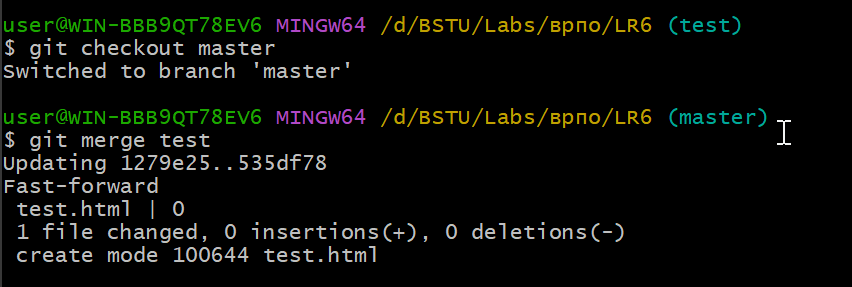 user@WIN-BBB9QT78EV6 MINGW64 /d/BSTU/Labs/врпо/LR6 (test)
$ git checkout master
Switched to branch 'master'
user@WIN-BBB9QT78EV6 MINGW64 /d/BSTU/Labs/врпо/LR6 (master)
$ git merge test
Updating 1279e25..535df78
Fast-forward
 test.html | 0
 1 file changed, 0 insertions(+), 0 deletions(-)
 create mode 100644 test.html